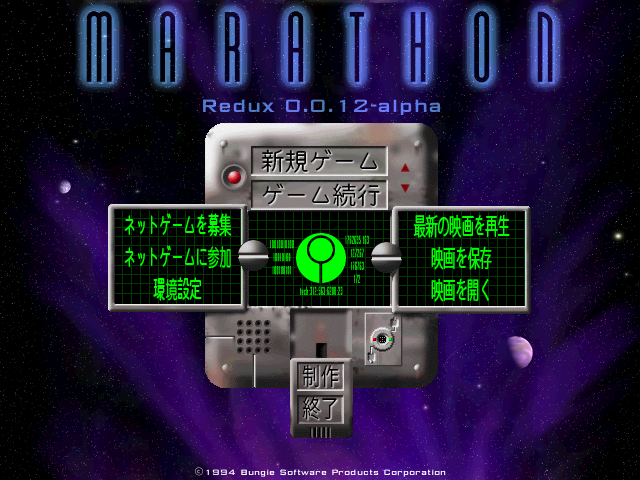 MARATHON
Redux 0.0.12-alpha
新規ゲーム
ゲーム続行
ネットゲームを募集
ネットゲームに参加
環境設定
最新の映画を再生
映画を保存
映画を開く
制作
終了
©1994 Bungie Software Products Corporation